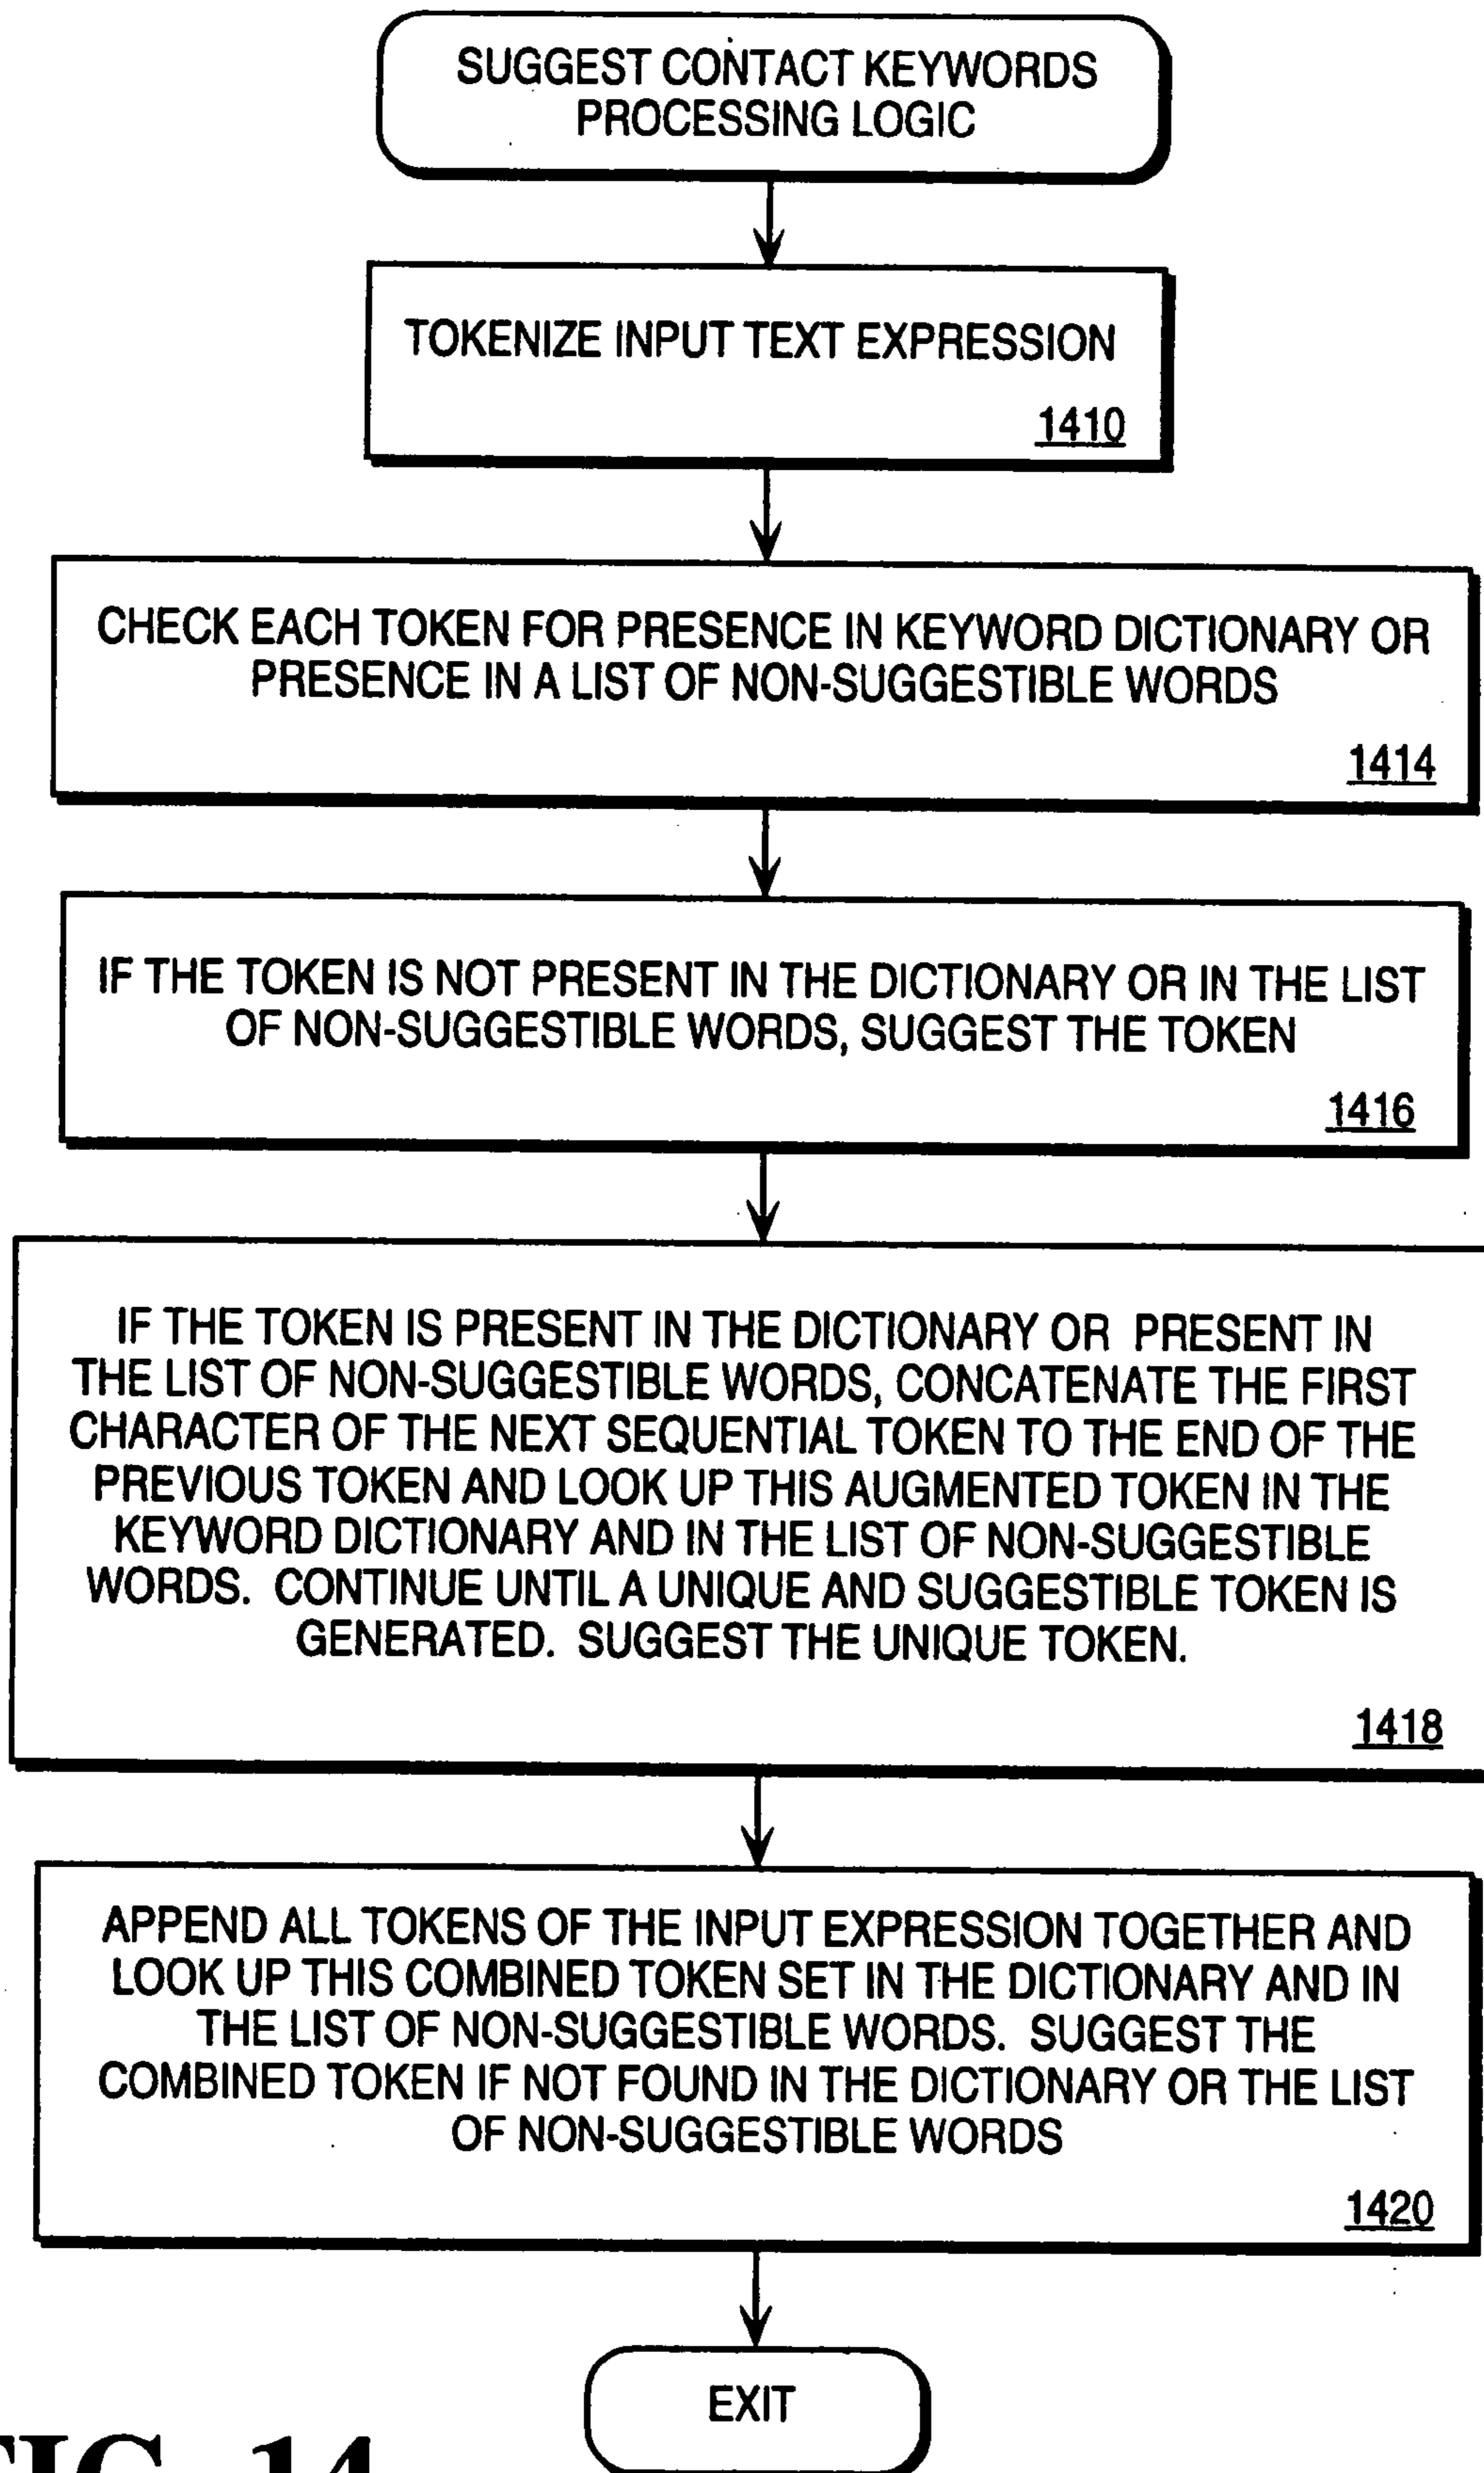 SUGGEST CONTACT KEYWORDS
PROCESSING LOGIC
TOKENIZE INPUT TEXT EXPRESSION
1410
CHECK EACH TOKEN FOR PRESENCE IN KEYWORD DICTIONARY OR
PRESENCE IN A LIST OF NON-SUGGESTIBLE WORDS
1414
IF THE TOKEN IS NOT PRESENT IN THE DICTIONARY OR IN THE LIST
OF NON-SUGGESTIBLE WORDS, SUGGEST THE TOKEN
1416
IF THE TOKEN IS PRESENT IN THE DICTIONARY OR PRESENT IN
THE LIST OF NON-SUGGESTIBLE WORDS, CONCATENATE THE FIRST
CHARACTER OF THE NEXT SEQUENTIAL TOKEN TO THE END OF THE
PREVIOUS TOKEN AND LOOK UP THIS AUGMENTED TOKEN IN THE
KEYWORD DICTIONARY AND IN THE LIST OF NON-SUGGESTIBLE
WORDS. CONTINUE UNTIL A UNIQUE AND SUGGESTIBLE TOKEN IS
GENERATED. SUGGEST THE UNIQUE TOKEN.
1418
APPEND ALL TOKENS OF THE INPUT EXPRESSION TOGETHER AND
LOOK UP THIS COMBINED TOKEN SET IN THE DICTIONARY AND IN
THE LIST OF NON-SUGGESTIBLE WORDS. SUGGEST THE
COMBINED TOKEN IF NOT FOUND IN THE DICTIONARY OR THE LIST
OF NON-SUGGESTIBLE WORDS
1420
EXIT
FIG. 14